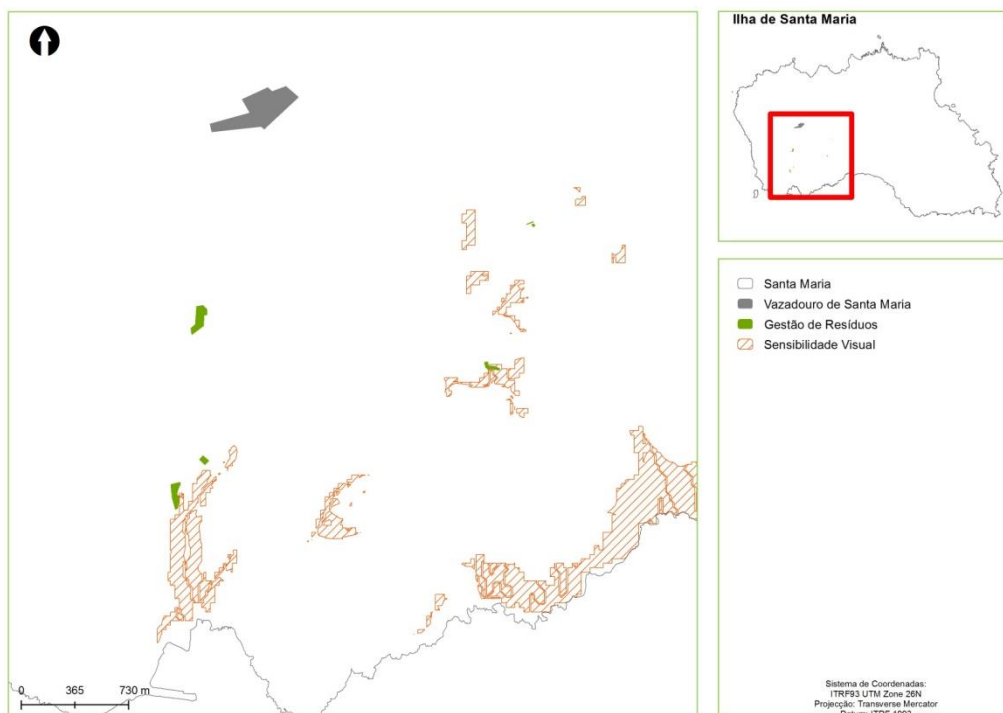 Ilha de Santa Maria
Santa Maria
Vazadouro de Santa Maria
Gestão de Resíduos
Sensibilidade Visual
0 365 730 m
Sistema de Coordenadas:
ITRF93 UTM Zone 26N
Projecção: Transverse Mercator